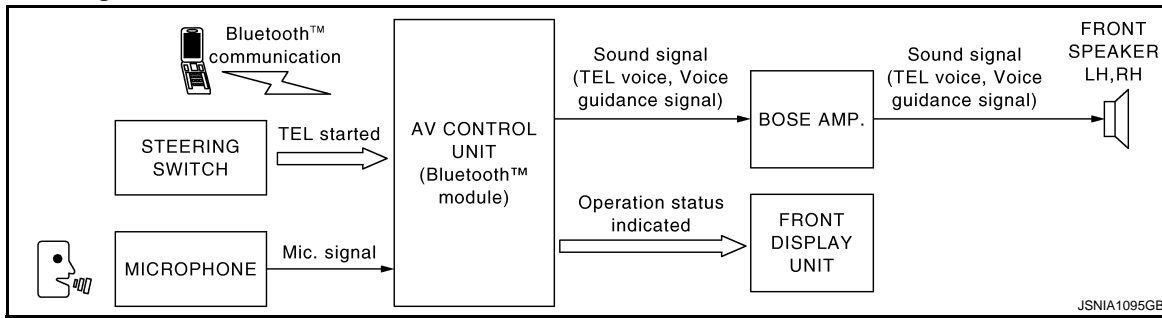 Bluetooth™
communication
STEERING
SWITCH
TEL started
MICROPHONE
Mic. signal
AV CONTROL
UNIT
(Bluetooth™
module)
Sound signal
(TEL voice, Voice
guidance signal)
BOSE AMP.
Sound signal
(TEL voice, Voice
guidance signal)
FRONT
SPEAKER
LH,RH
Operation status
indicated
FRONT
DISPLAY
UNIT
JSNIA1095GB